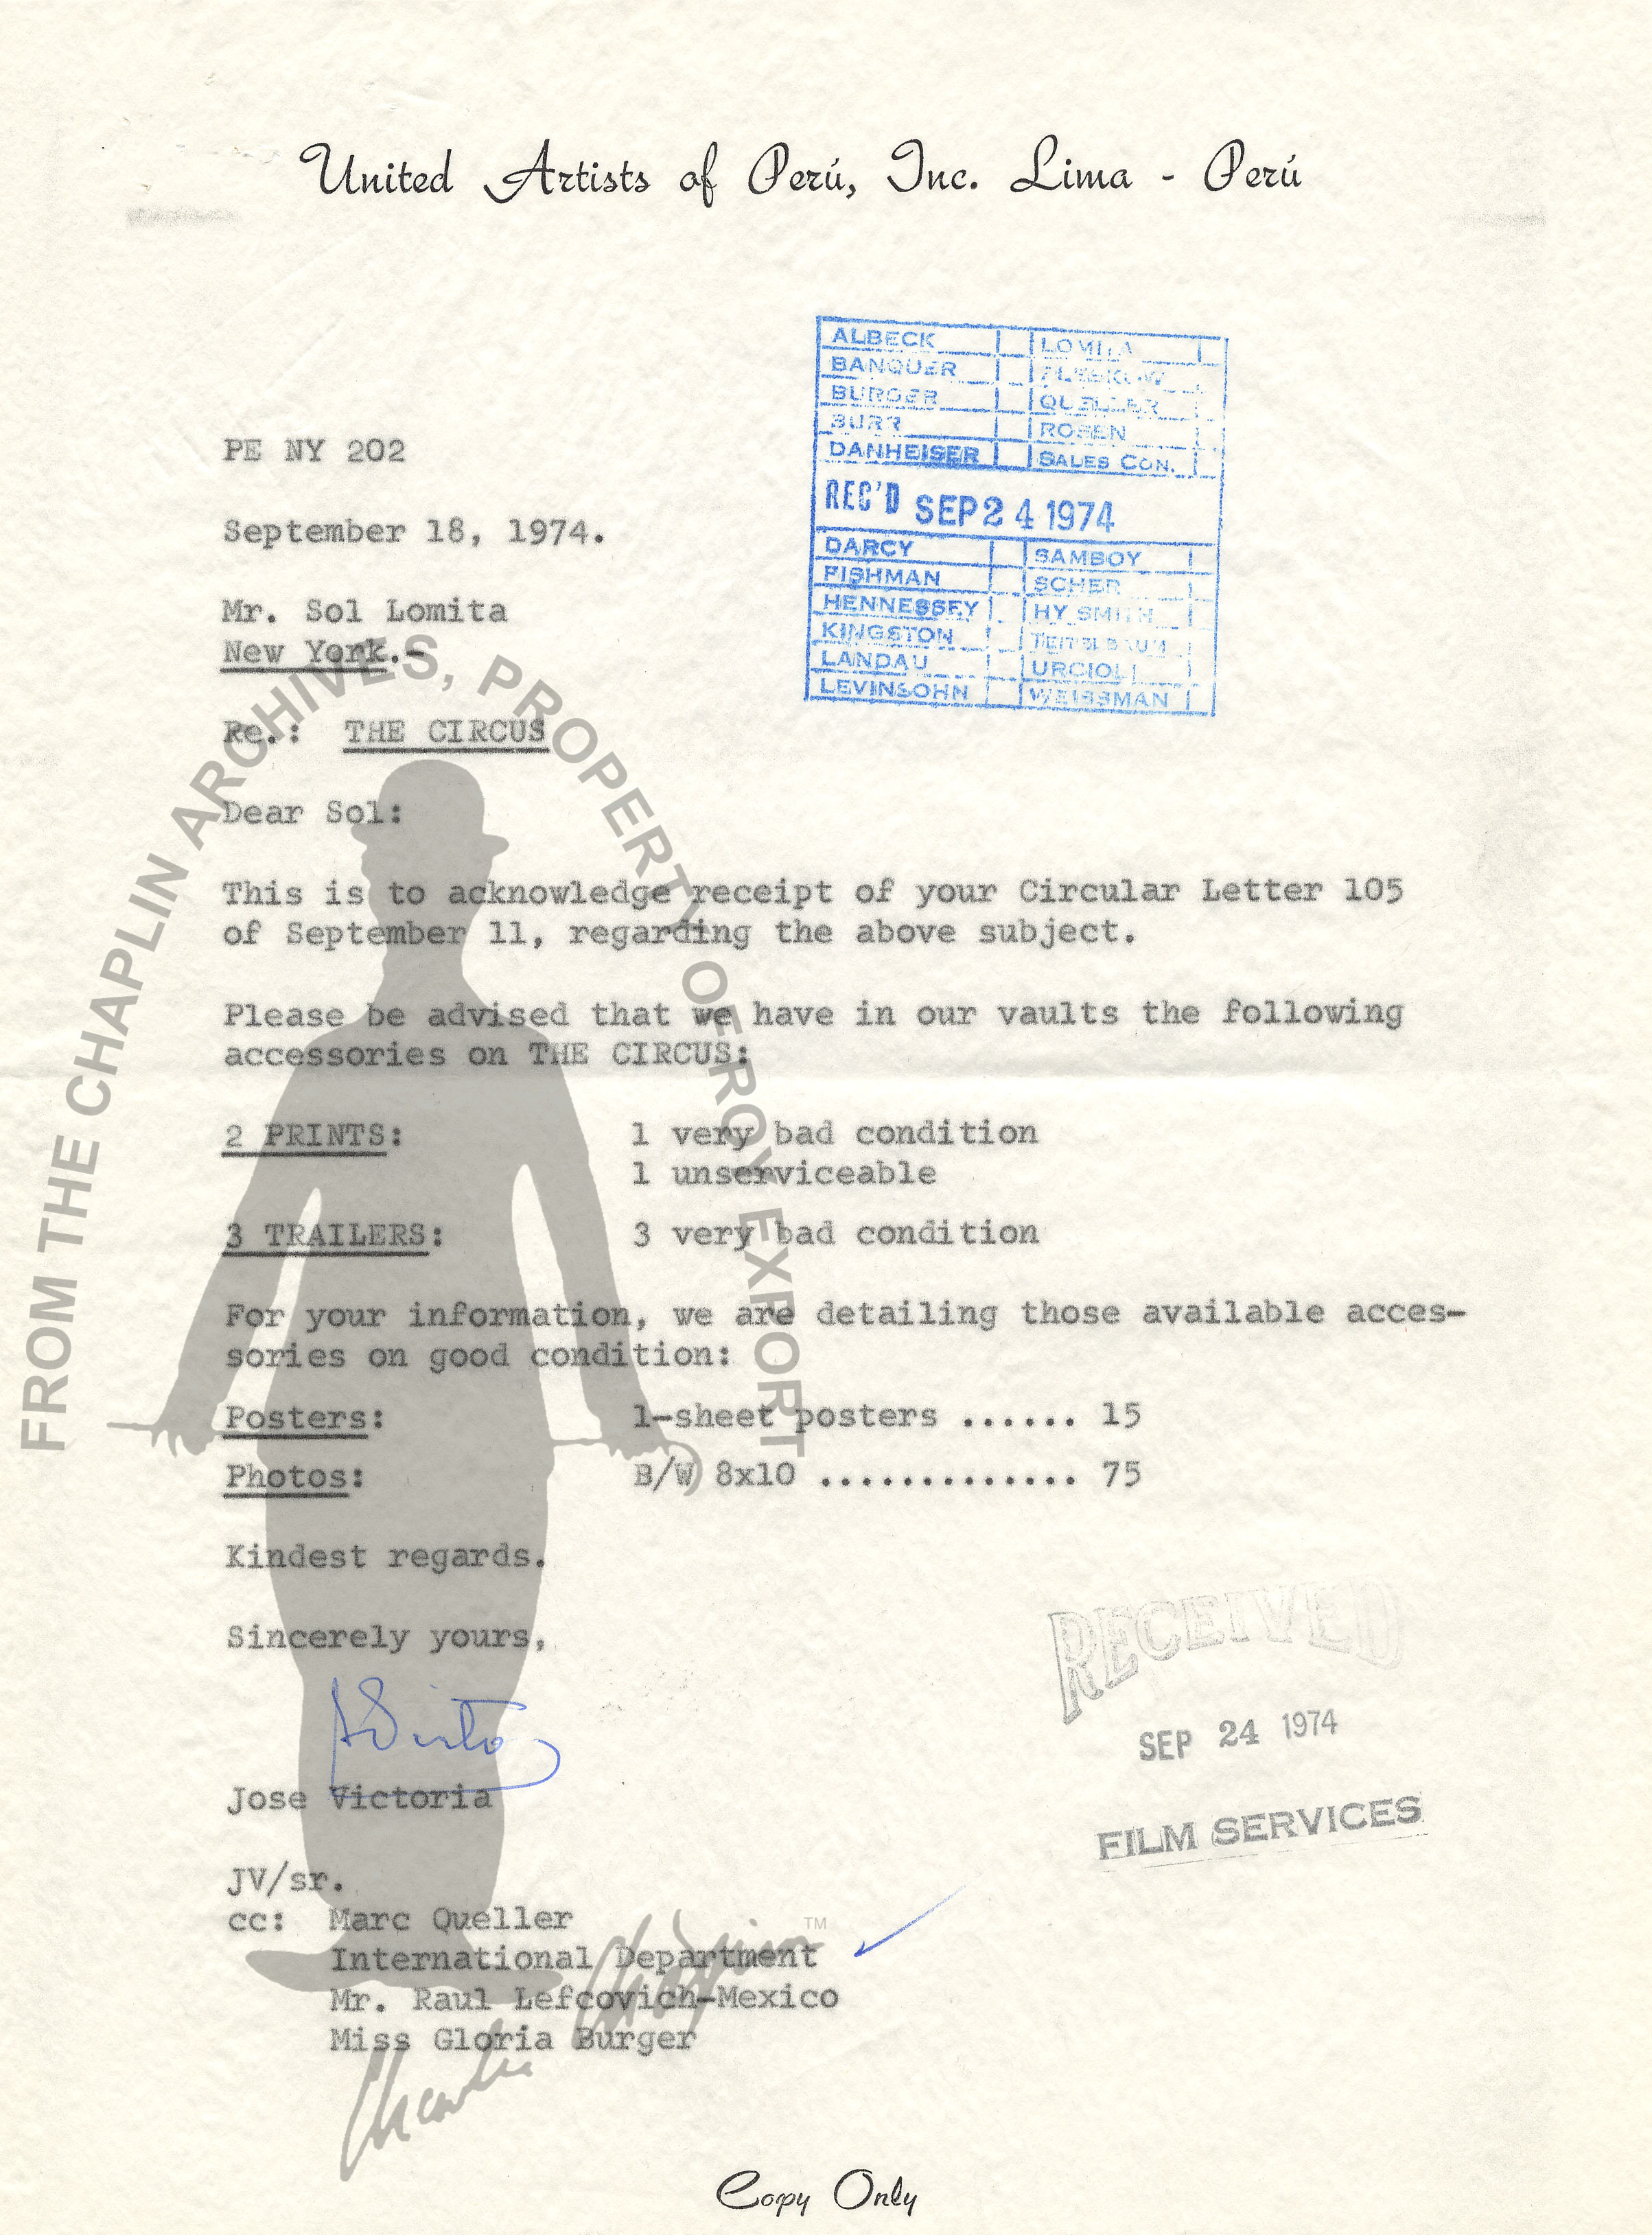 United Artists of Perú, Inc. Lima - Perú
ALBECK LOMITA
BANQUER
BURGER QUELLER
BURR ROSEN
DANHEISER SALES CON.
REC'D SEP 24 1974
DARCY SAMBOY
FISHMAN SCHER
HENNESSEY HY SMITH
KINGSTON TEITELBAUM
LANDAU URCIOLI
LEVINSOHN WEISSMAN
PE NY 202
September 18, 1974.
Mr. Sol Lomita
New York.-
Re.: THE CIRCUS
Dear Sol:
This is to acknowledge receipt of your Circular Letter 105
of September 11, regarding the above subject.
Please be advised that we have in our vaults the following
accessories on THE CIRCUS:
2 PRINTS: 1 very bad condition
1 unserviceable
3 TRAILERS: 3 very bad condition
For your information, we are detailing those available acces-
sories on good condition:
Posters: 1-sheet posters ...... 15
Photos: B/W 8x10 ............. 75
Kindest regards.
Sincerely yours,
Jose Victoria
JV/sr.
cc: Marc Queller
International Department
Mr. Raul Lefcovich-Mexico
Miss Gloria Burger
RECEIVED
SEP 24 1974
FILM SERVICES
FROM THE CHAPLIN ARCHIVES, PROPERTY OF ROY EXPORT
Charlie Chaplin TM
Copy Only